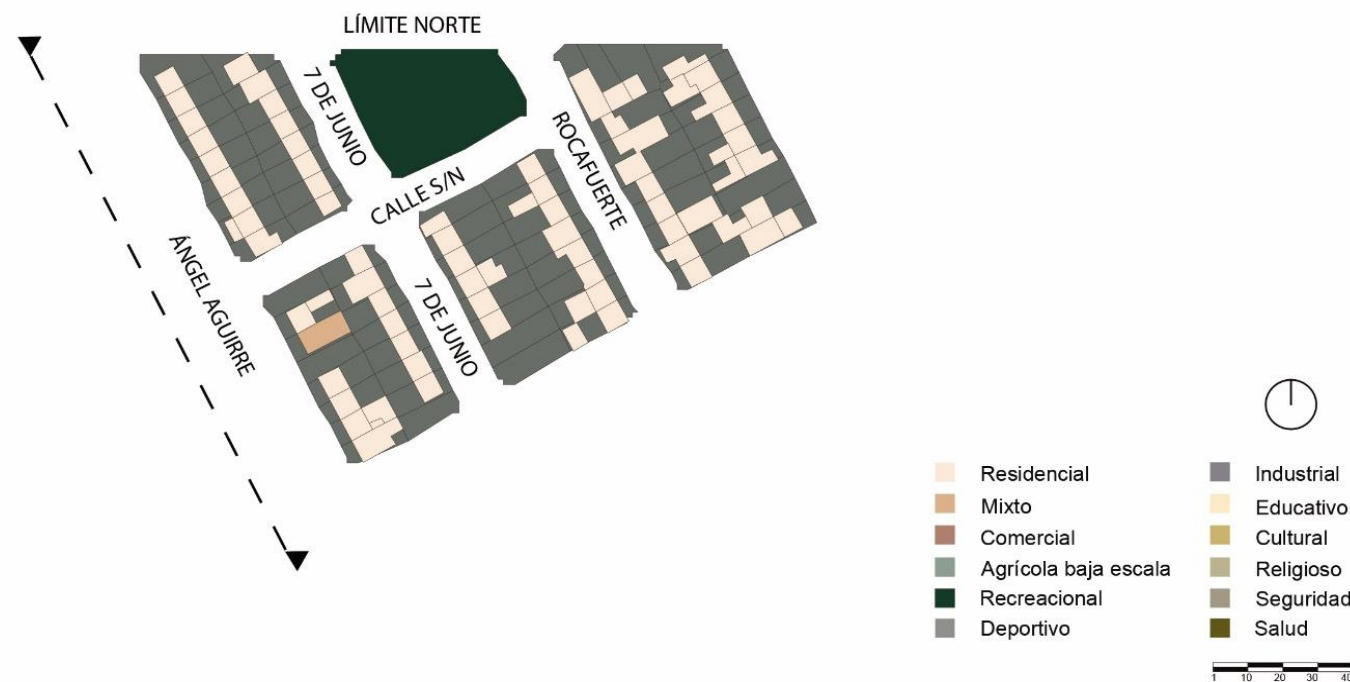 LÍMITE NORTE
7 DE JUNIO
CALLE S/N
ROCAFUERTE
ÁNGEL AGUIRRE
7 DE JUNIO
Residencial
Mixto
Comercial
Agrícola baja escala
Recreacional
Deportivo
Industrial
Educativo
Cultural
Religioso
Seguridad
Salud
1 10 20 30 40